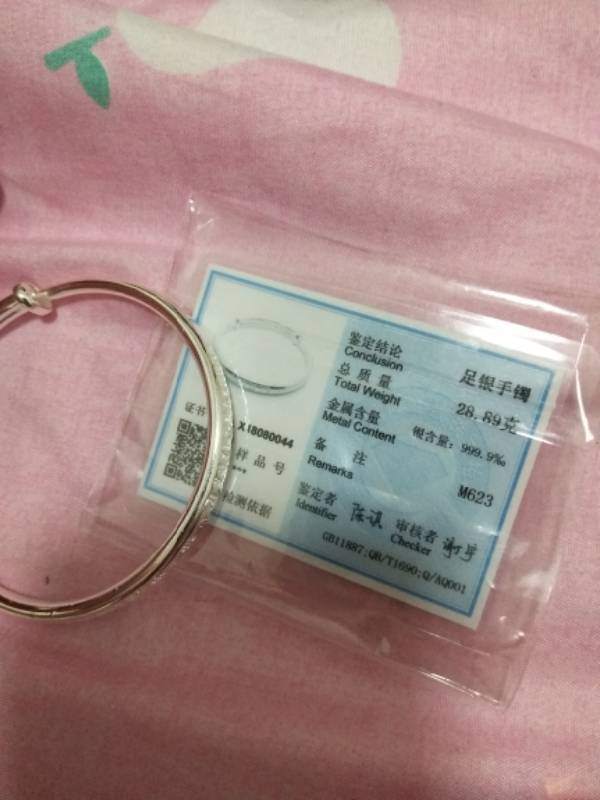 鉴定结论 足银手镯
Conclusion
总质量 28.89克
Total Weight
金属含量 银含量: 999.9‰
Metal Content
备注 M623
Remarks
鉴定者 审核者
Identifier Checker
GB11887;QB/T1690;Q/AQ001
证书
X18080044
样品号
***
检测依据